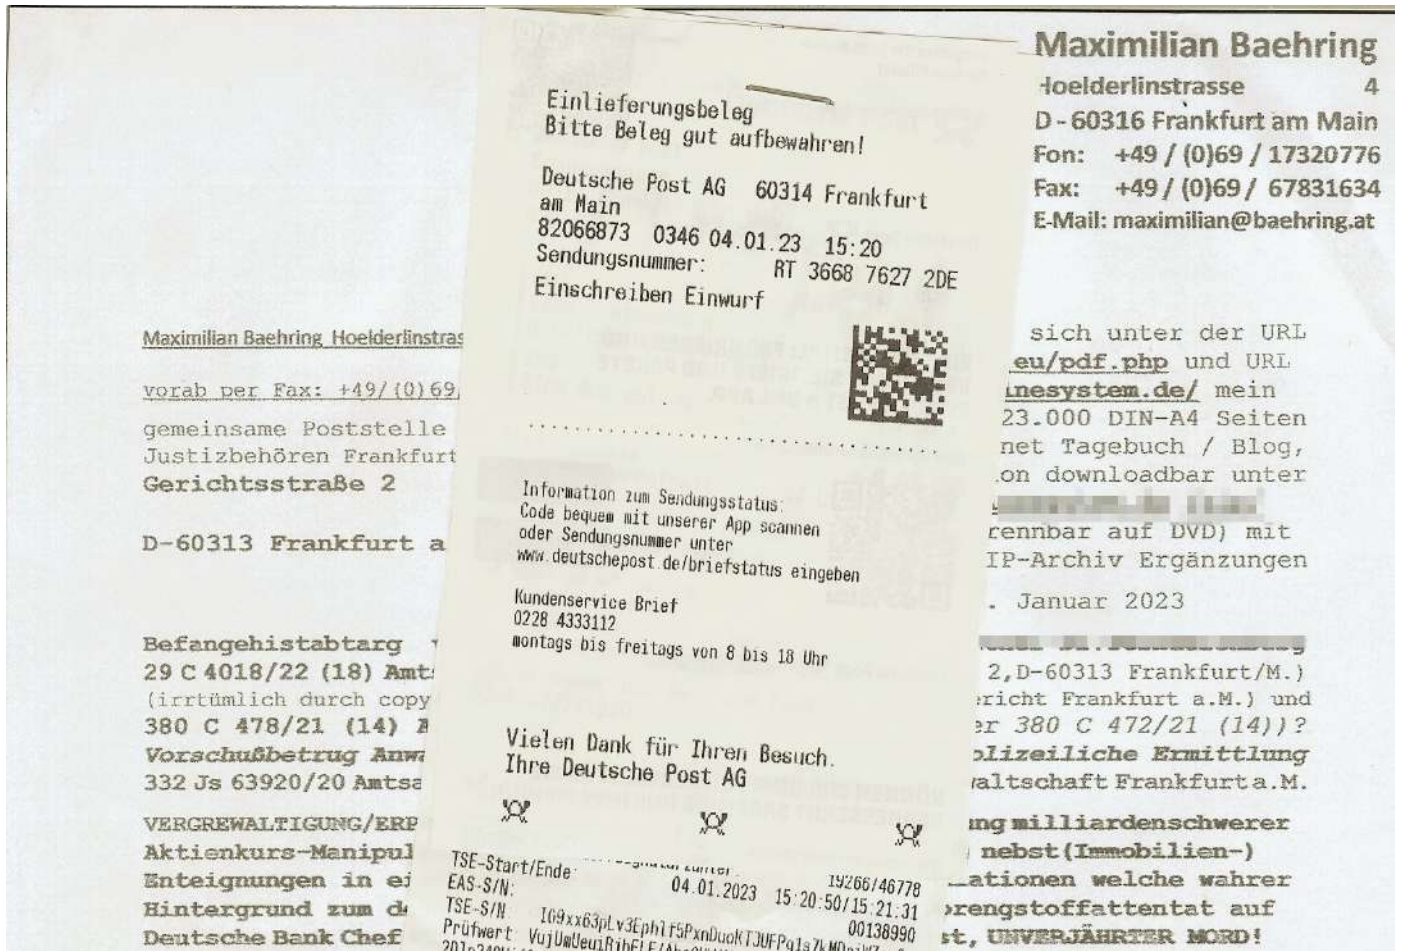 Maximilian Baehring
Hoelderlinstrasse 4
D - 60316 Frankfurt am Main
Fon: +49 / (0)69 / 17320776
Fax: +49 / (0)69 / 67831634
E-Mail: maximilian@baehring.at
Einlieferungsbeleg
Bitte Beleg gut aufbewahren!
Deutsche Post AG 60314 Frankfurt
am Main
82066873 0346 04.01.23 15:20
Sendungsnummer: RT 3668 7627 2DE
Einschreiben Einwurf
Information zum Sendungsstatus:
Code bequem mit unserer App scannen
oder Sendungsnummer unter
www.deutschepost.de/briefstatus eingeben
Kundenservice Brief
0228 4333112
montags bis freitags von 8 bis 18 Uhr
Vielen Dank für Ihren Besuch.
Ihre Deutsche Post AG
19266/46778
TSE-Start/Ende: 04.01.2023 15:20:50/15:21:31
EAS-S/N: 00138990
TSE-S/N
Prüfwert:
Maximilian Baehring Hoelderlinstras
vorab per Fax: +49/(0)69/
gemeinsame Poststelle
Justizbehören Frankfurt
Gerichtsstraße 2
D-60313 Frankfurt a
sich unter der URL
eu/pdf.php und URL
inesystem.de/ mein
23.000 DIN-A4 Seiten
net Tagebuch / Blog,
on downloadbar unter
rennbar auf DVD) mit
IP-Archiv Ergänzungen
. Januar 2023
Befangehistabtarg
29 C 4018/22 (18) Amt
2,D-60313 Frankfurt/M.)
(irrtümlich durch copy
richt Frankfurt a.M.) und
380 C 478/21 (14)
er 380 C 472/21 (14))?
Vorschußbetrug Anw
olizeiliche Ermittlung
332 Js 63920/20 Amtsa
waltschaft Frankfurt a.M.
VERGREWALTIGUNG/ERP
ng milliardenschwerer
Aktienkurs-Manipul
nebst (Immobilien-)
Enteignungen in ei
ationen welche wahrer
Hintergrund zum d
prengstoffattentat auf
Deutsche Bank Chef
st, UNVERJÄHRTER MORD!